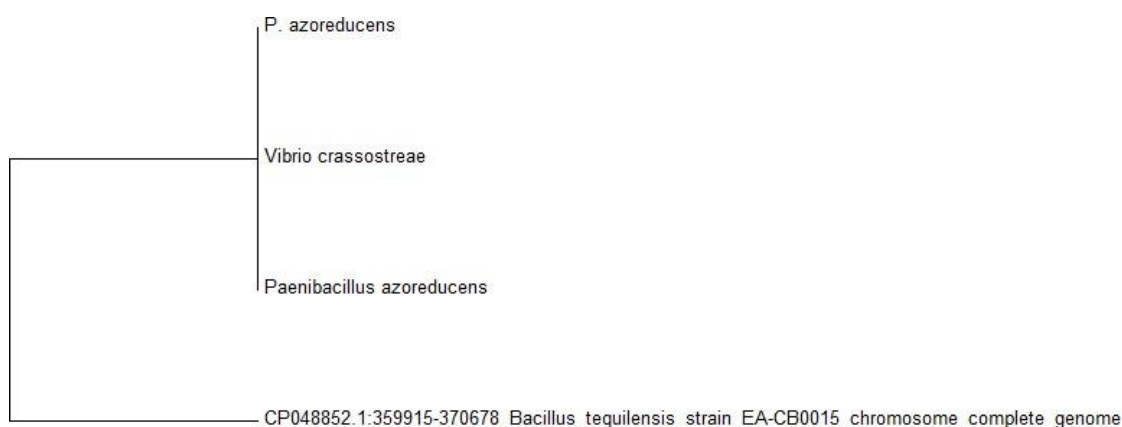 P. azoreducens
Vibrio crassostreae
Paenibacillus azoreducens
CP048852.1:359915-370678 Bacillus tequilensis strain EA-CB0015 chromosome complete genome